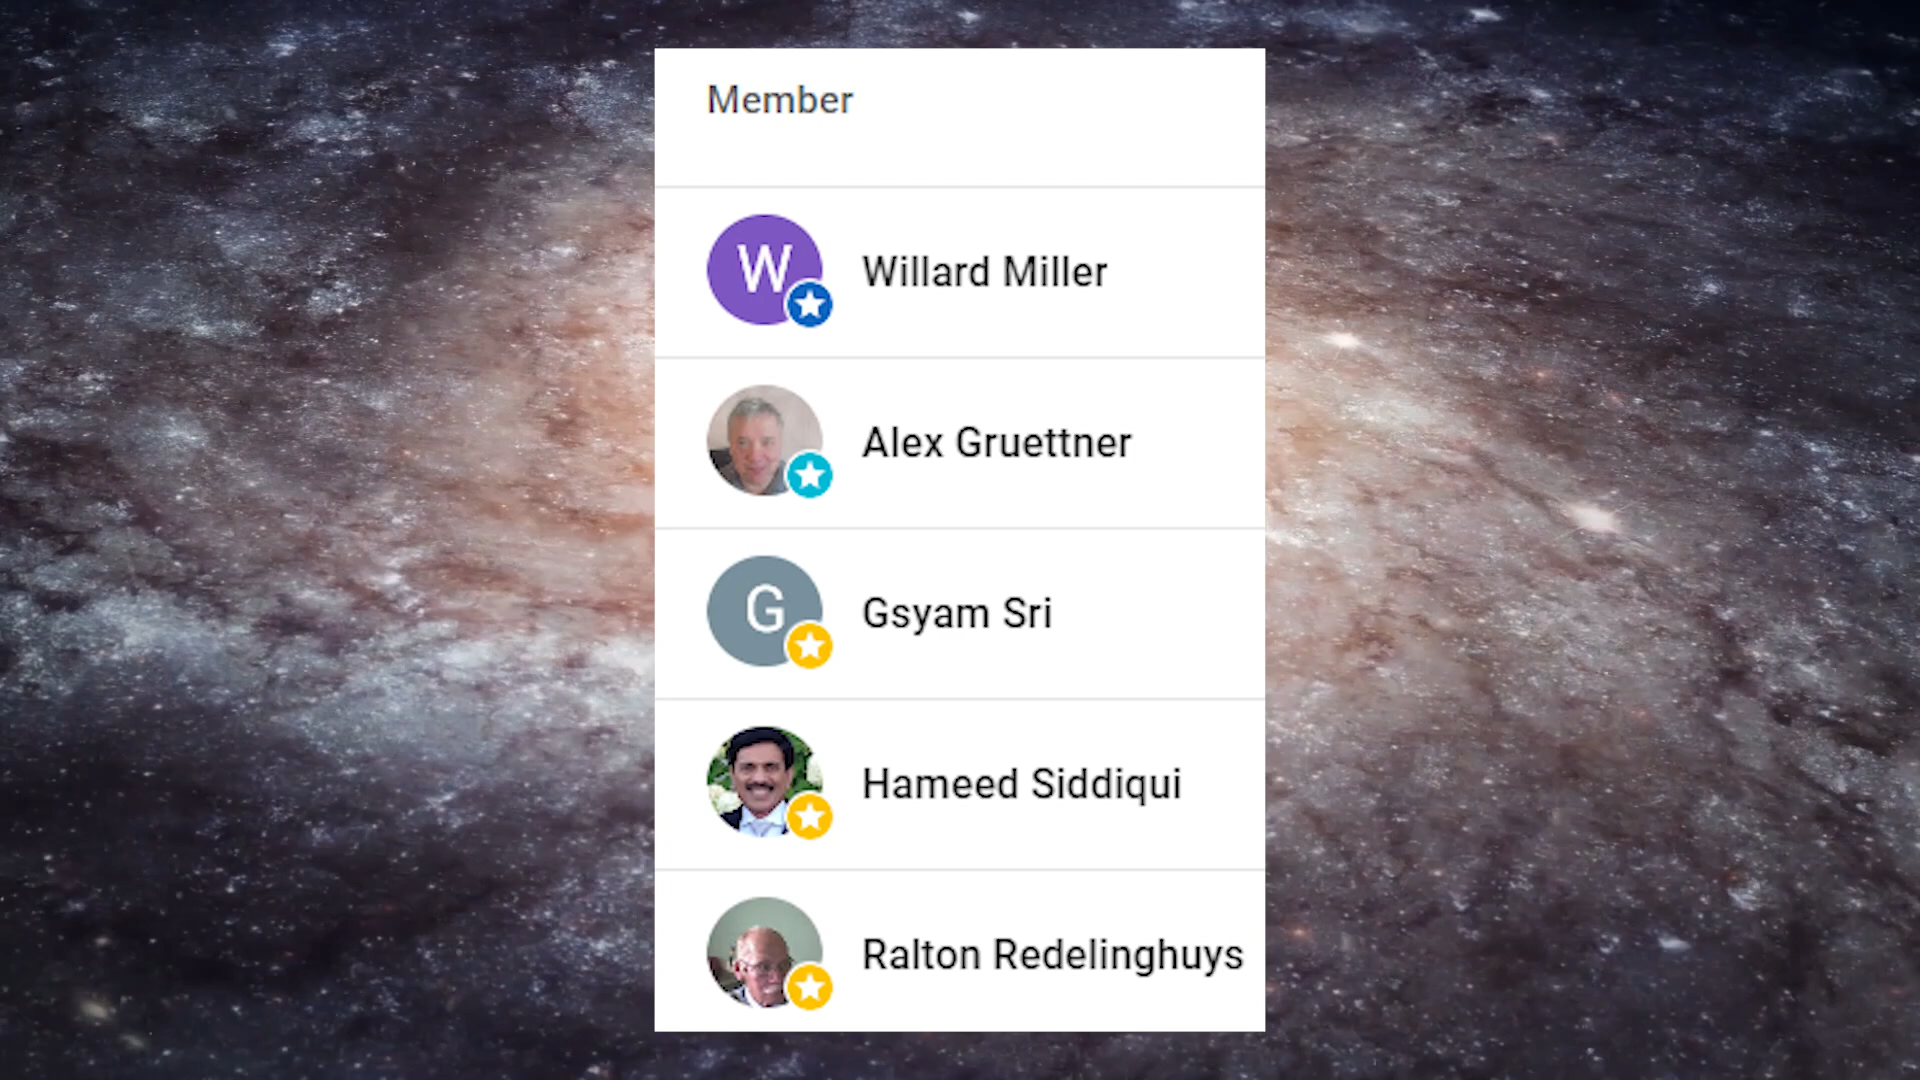 Member
W
Willard Miller
Alex Gruettner
G
Gsyam Sri
Hameed Siddiqui
Ralton Redelinghuys